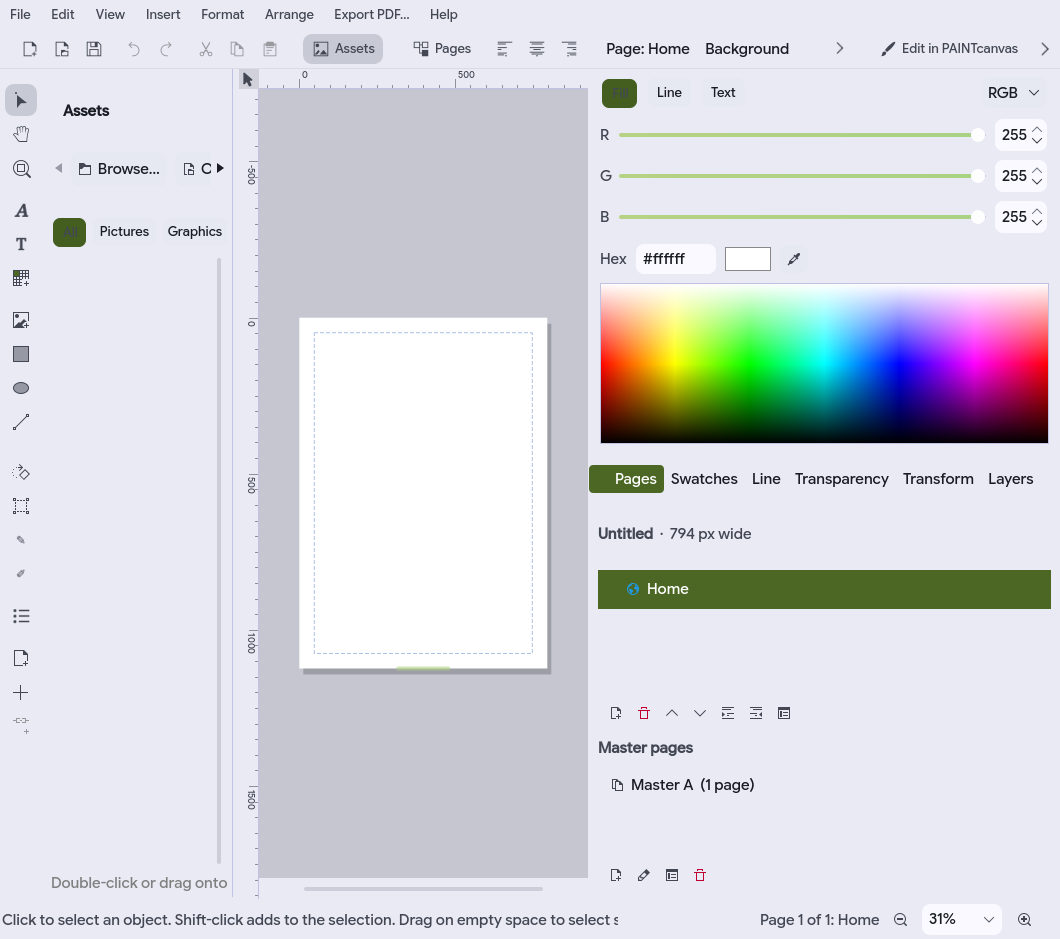 File Edit View Insert Format Arrange Export PDF... Help
Assets Pages Page: Home Background Edit in PAINTcanvas
0 500
Fill Line Text RGB
Assets
R 255
Browse... C
G 255
B 255
All Pictures Graphics
Hex #ffffff
-500
0
500
1000
1500
Pages Swatches Line Transparency Transform Layers
Untitled · 794 px wide
Home
Master pages
Master A (1 page)
Double-click or drag onto
Click to select an object. Shift-click adds to the selection. Drag on empty space to select s
Page 1 of 1: Home 31%